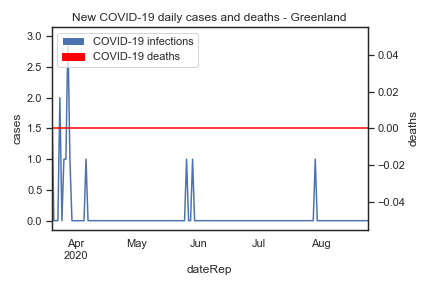 New COVID-19 daily cases and deaths - Greenland
COVID-19 infections
COVID-19 deaths
3.0
2.5
2.0
1.5
1.0
0.5
0.0
cases
0.04
0.02
0.00
−0.02
−0.04
deaths
Apr
2020
May
Jun
Jul
Aug
dateRep